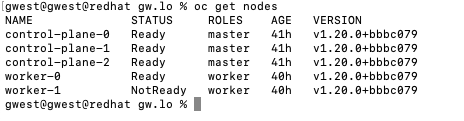 [gwest@gwest@redhat gw.lo % oc get nodes
NAME STATUS ROLES AGE VERSION
control-plane-0 Ready master 41h v1.20.0+bbbc079
control-plane-1 Ready master 41h v1.20.0+bbbc079
control-plane-2 Ready master 41h v1.20.0+bbbc079
worker-0 Ready worker 40h v1.20.0+bbbc079
worker-1 NotReady worker 40h v1.20.0+bbbc079
gwest@gwest@redhat gw.lo %